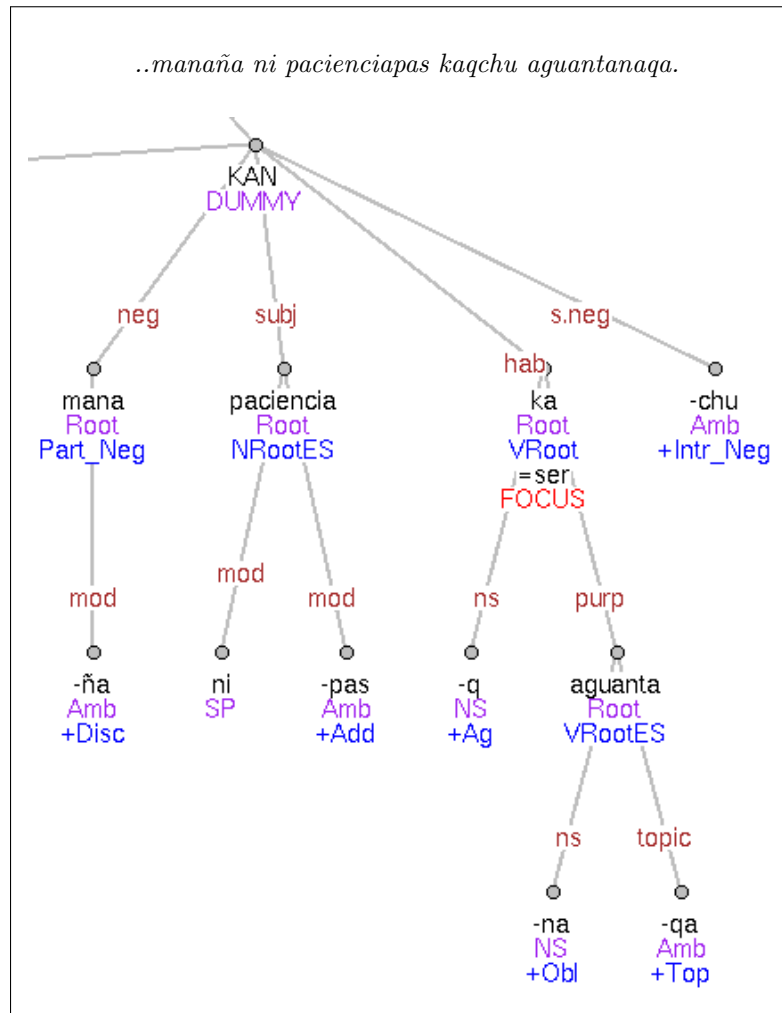 ..manaña ni pacienciapas kaqchu aguantanaqa.
KAN
DUMMY
neg subj hab s.neg
mana paciencia ka -chu
Root Root Root Amb
Part_Neg NRootES VRoot +Intr_Neg
=ser
FOCUS
mod mod mod ns purp
-ña ni -pas -q aguanta
Amb SP Amb NS Root
+Disc +Add +Ag VRootES
ns topic
-na -qa
NS Amb
+Obl +Top